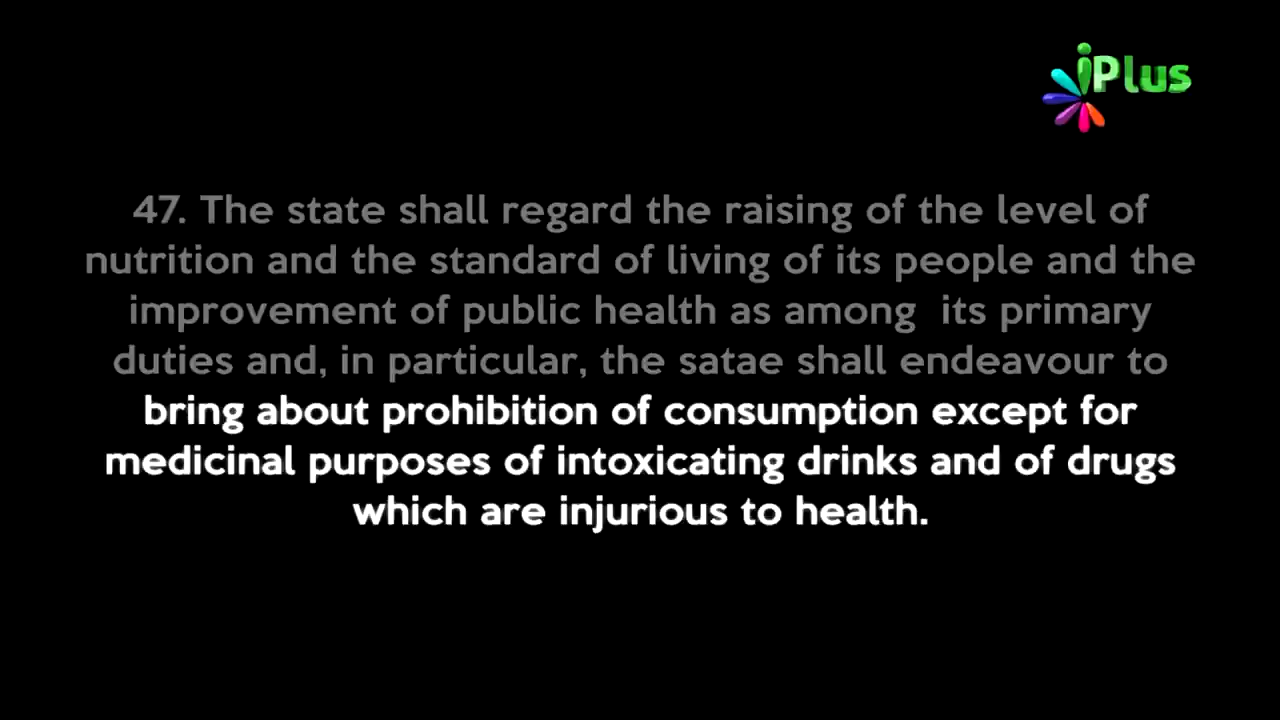 iPlus
47. The state shall regard the raising of the level of
nutrition and the standard of living of its people and the
improvement of public health as among its primary
duties and, in particular, the satae shall endeavour to
bring about prohibition of consumption except for
medicinal purposes of intoxicating drinks and of drugs
which are injurious to health.